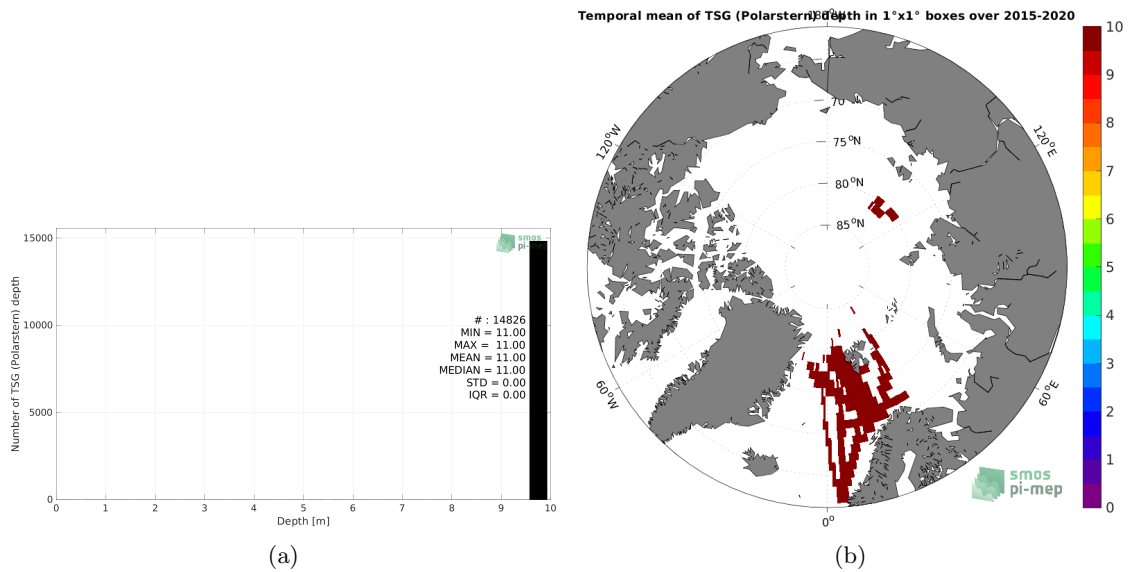 15000
10000
5000
0
Number of TSG (Polarstern) depth
smos
pi-mep
# : 14826
MIN = 11.00
MAX = 11.00
MEAN = 11.00
MEDIAN = 11.00
STD = 0.00
IQR = 0.00
0 1 2 3 4 5 6 7 8 9 10
Depth [m]
(a)
Temporal mean of TSG (Polarstern) depth in 1°x1° boxes over 2015-2020
180°
120°W
60°W
0°
60°E
120°E
70°N
75°N
80°N
85°N
smos
pi-mep
10
9
8
7
6
5
4
3
2
1
0
(b)